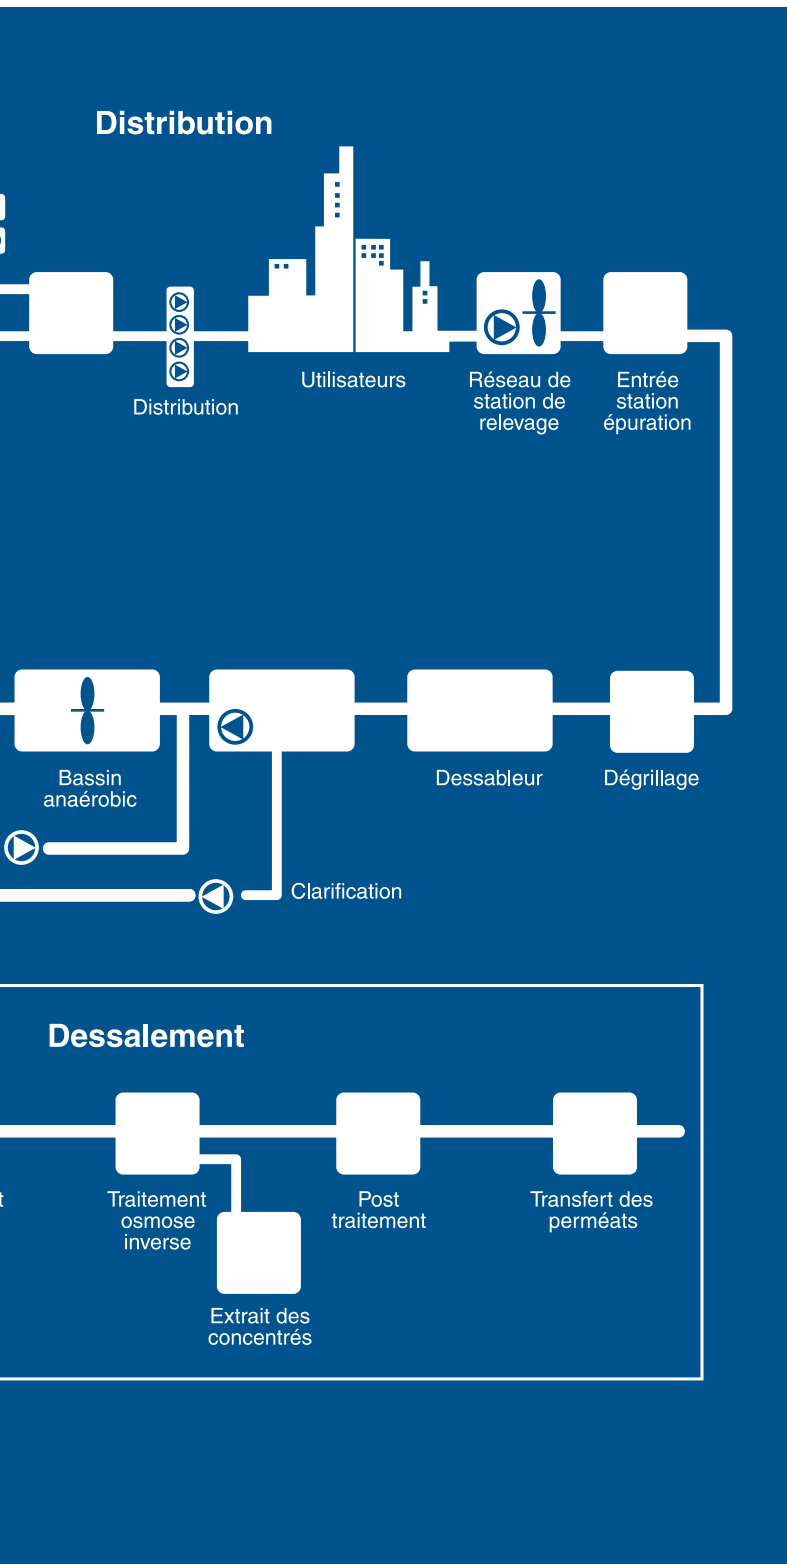 Distribution
Utilisateurs
Distribution
Réseau de
station de
relevage
Entrée
station
épuration
Bassin
anaérobic
Dessableur
Dégrillage
Clarification
Dessalement
Traitement
osmose
inverse
Post
traitement
Transfert des
perméats
Extrait des
concentrés